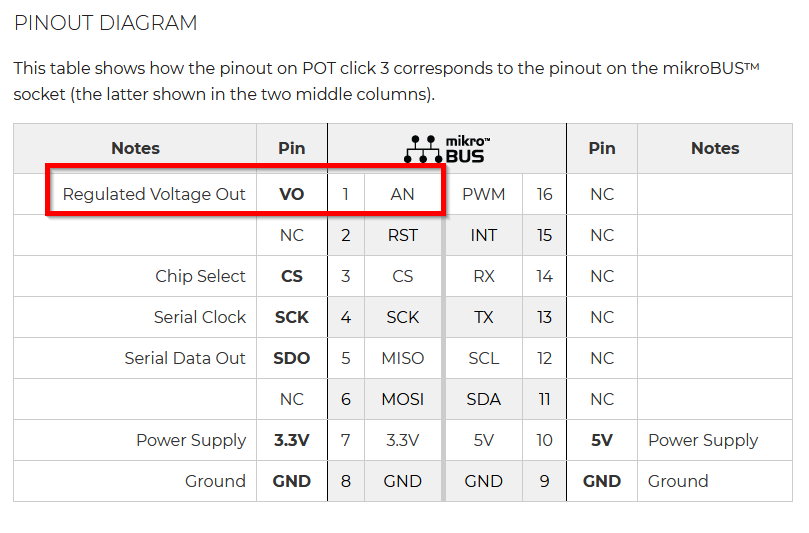 PINOUT DIAGRAM
This table shows how the pinout on POT click 3 corresponds to the pinout on the mikroBUS™
socket (the latter shown in the two middle columns).
Notes Pin mikro™ BUS Pin Notes
Regulated Voltage Out VO 1 AN PWM 16 NC
NC 2 RST INT 15 NC
Chip Select CS 3 CS RX 14 NC
Serial Clock SCK 4 SCK TX 13 NC
Serial Data Out SDO 5 MISO SCL 12 NC
NC 6 MOSI SDA 11 NC
Power Supply 3.3V 7 3.3V 5V 10 5V Power Supply
Ground GND 8 GND GND 9 GND Ground